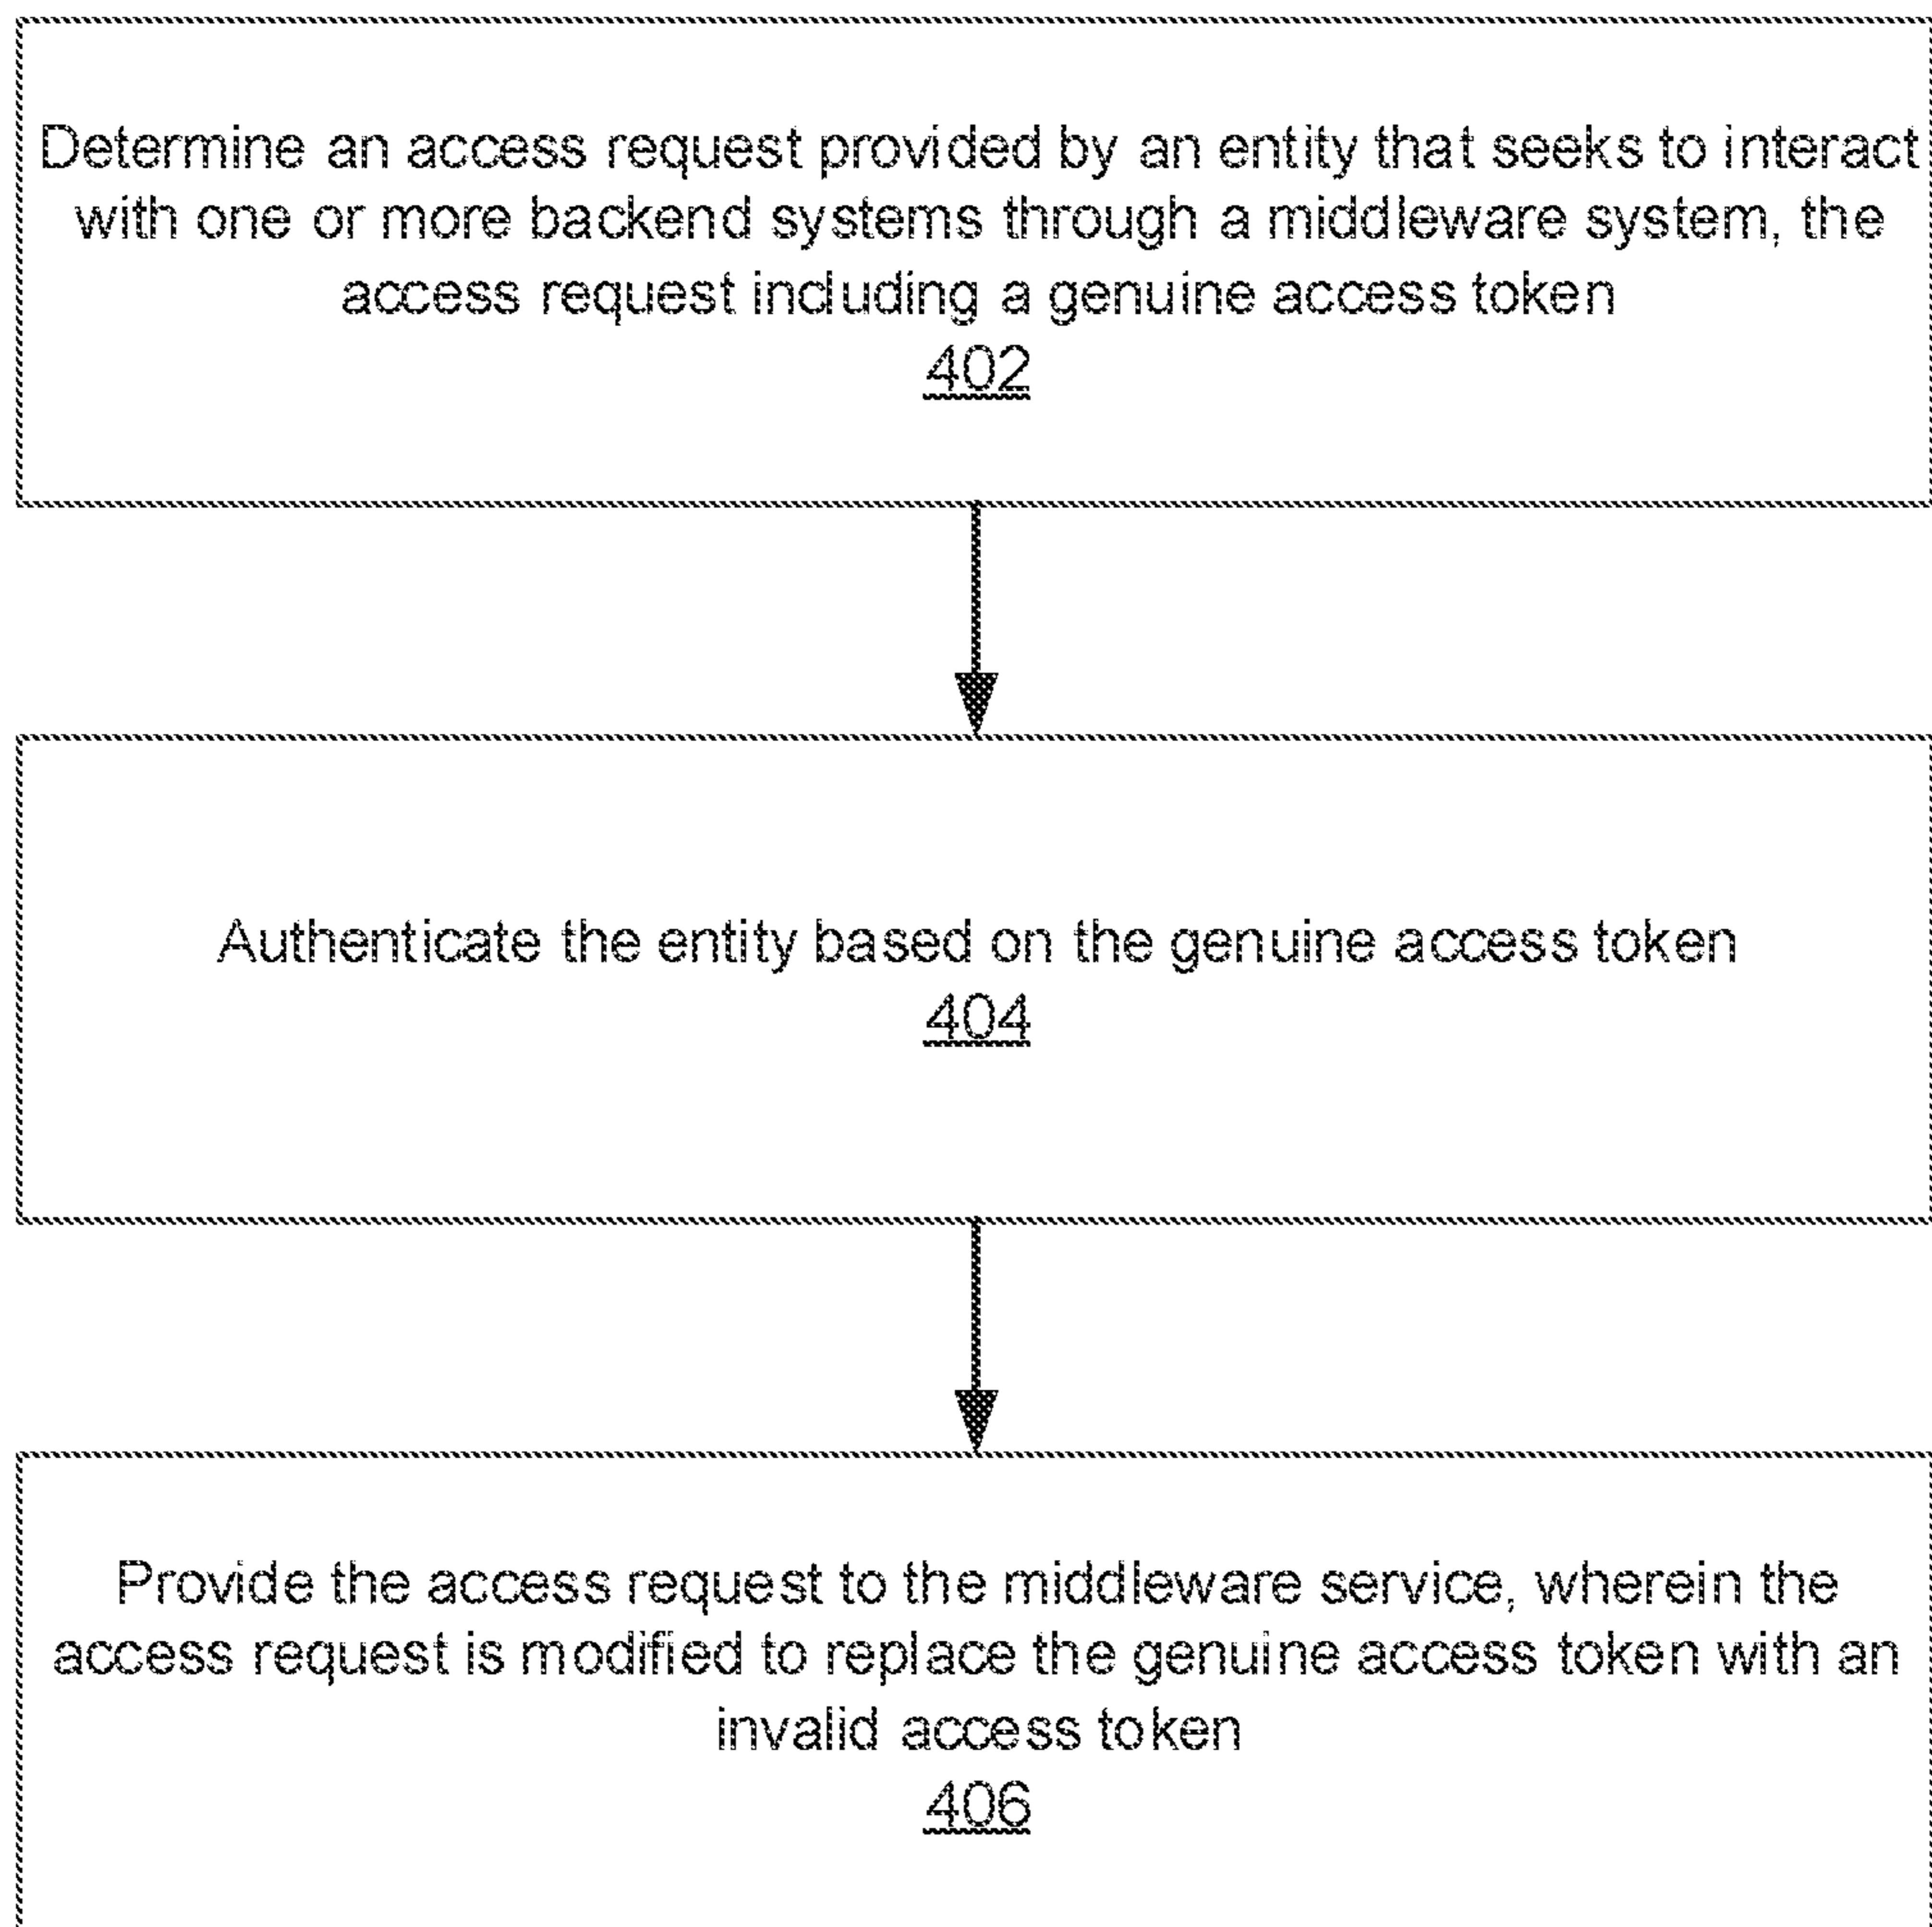 Determine an access request provided by an entity that seeks to interact
with one or more backend systems through a middleware system, the
access request including a genuine access token
402
Authenticate the entity based on the genuine access token
404
Provide the access request to the middleware service, wherein the
access request is modified to replace the genuine access token with an
invalid access token
406